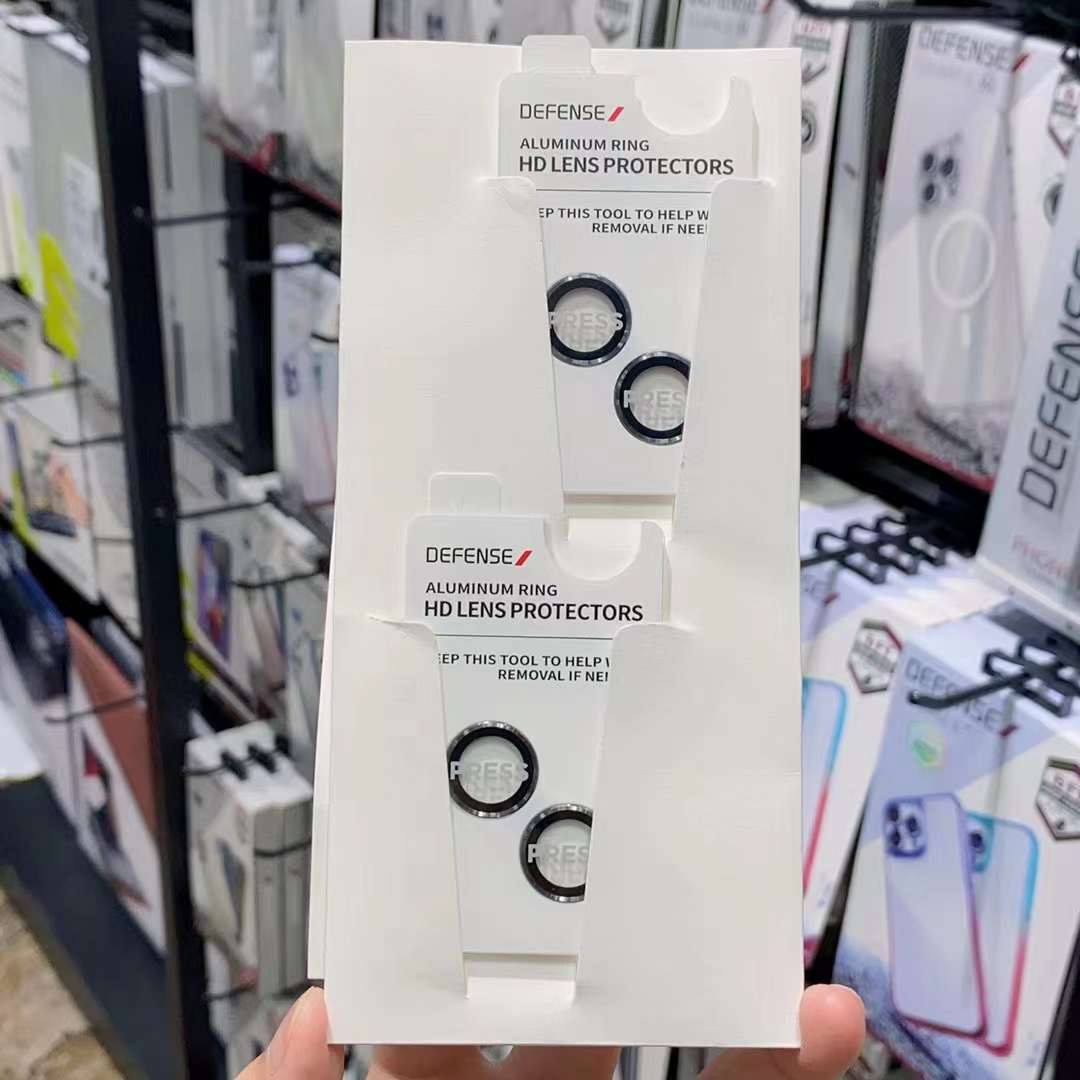 DEFENSE
ALUMINUM RING
HD LENS PROTECTORS
EP THIS TOOL TO HELP W
REMOVAL IF NEE
PRESS
PRES
DEFENSE
ALUMINUM RING
HD LENS PROTECTORS
EP THIS TOOL TO HELP
REMOVAL IF NEE
PRESS
PRES
DEFENSE
DEFENSE
DEFENSE
DEFENSE